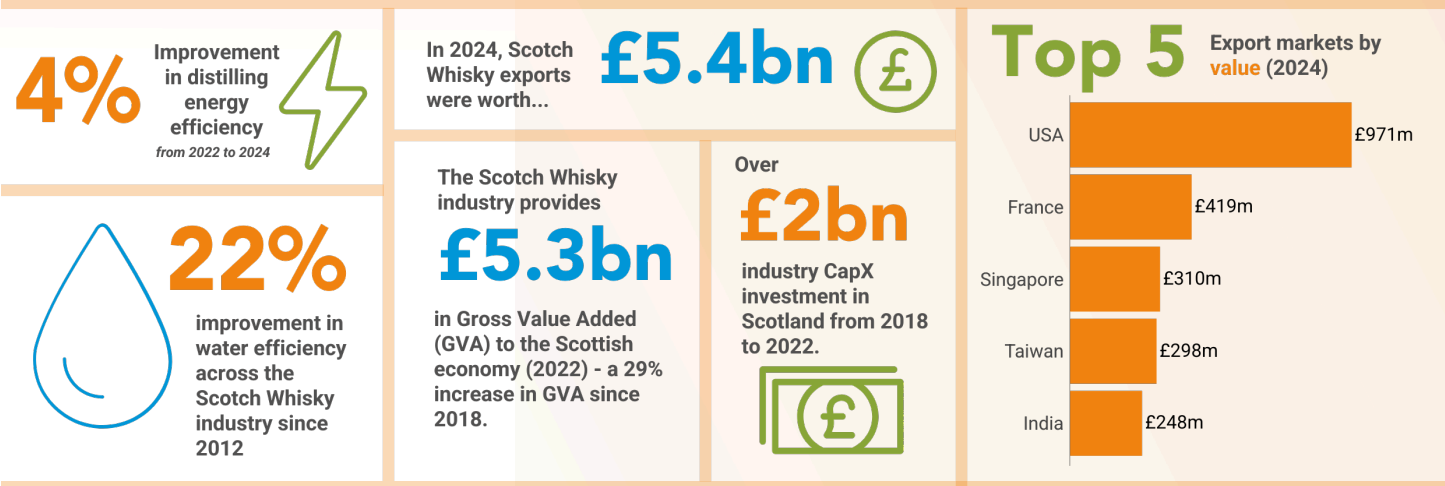 4%
Improvement
in distilling
energy
efficiency
from 2022 to 2024
22%
improvement in
water efficiency
across the
Scotch Whisky
industry since
2012
In 2024, Scotch
Whisky exports
were worth...
£5.4bn
£
The Scotch Whisky
industry provides
£5.3bn
in Gross Value Added
(GVA) to the Scottish
economy (2022) - a 29%
increase in GVA since
2018.
Over
£2bn
industry CapX
investment in
Scotland from 2018
to 2022.
£
Top 5
Export markets by
value (2024)
USA £971m
France £419m
Singapore £310m
Taiwan £298m
India £248m